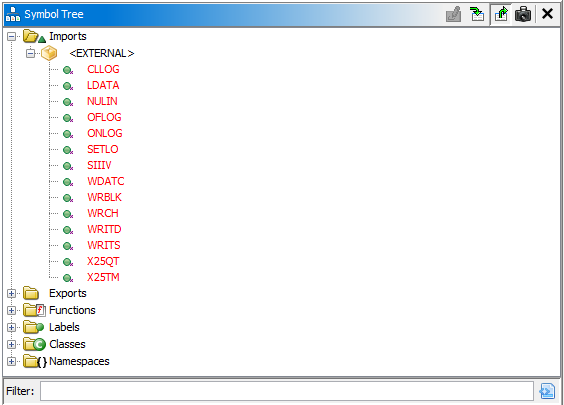 Symbol Tree
Imports
<EXTERNAL>
CLLOG
LDATA
NULIN
OFLOG
ONLOG
SETLO
SIIIV
WDATC
WRBLK
WRCH
WRITD
WRITS
X25QT
X25TM
Exports
Functions
Labels
Classes
Namespaces
Filter: